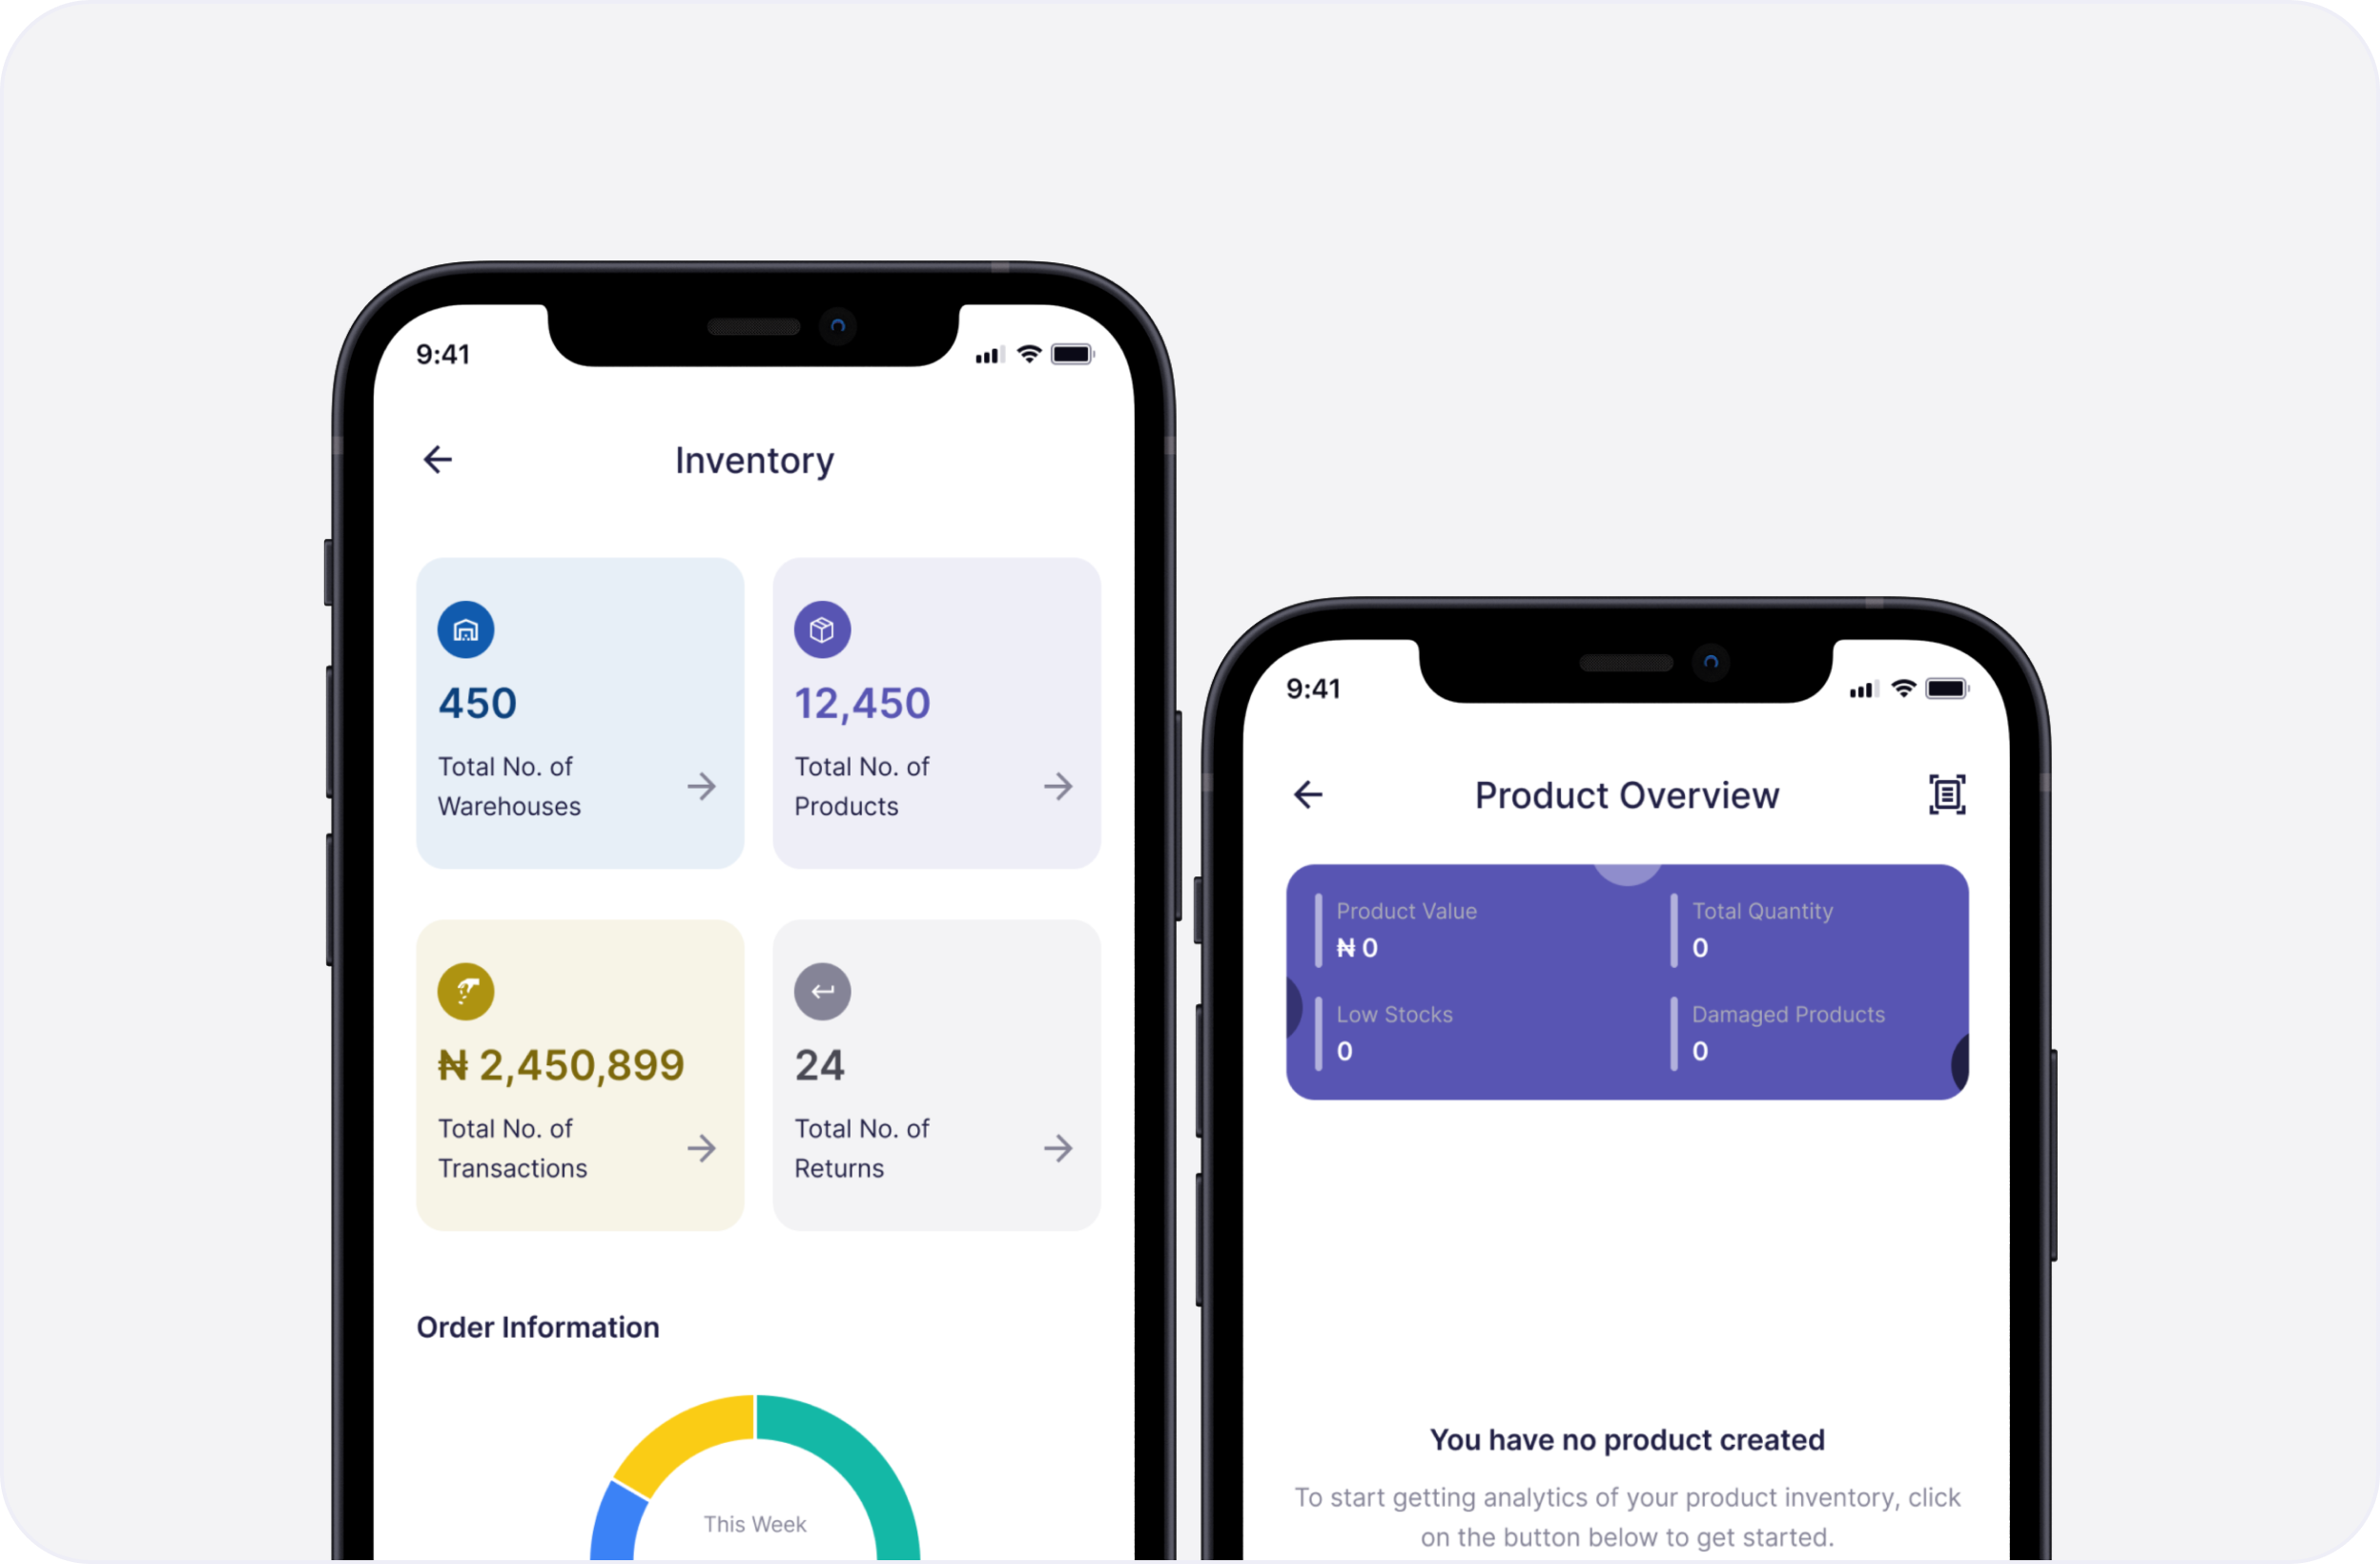 9:41
Inventory
450
Total No. of
Warehouses
12,450
Total No. of
Products
₦ 2,450,899
Total No. of
Transactions
24
Total No. of
Returns
Order Information
This Week
9:41
Product Overview
Product Value
₦ 0
Total Quantity
0
Low Stocks
0
Damaged Products
0
You have no product created
To start getting analytics of your product inventory, click
on the button below to get started.